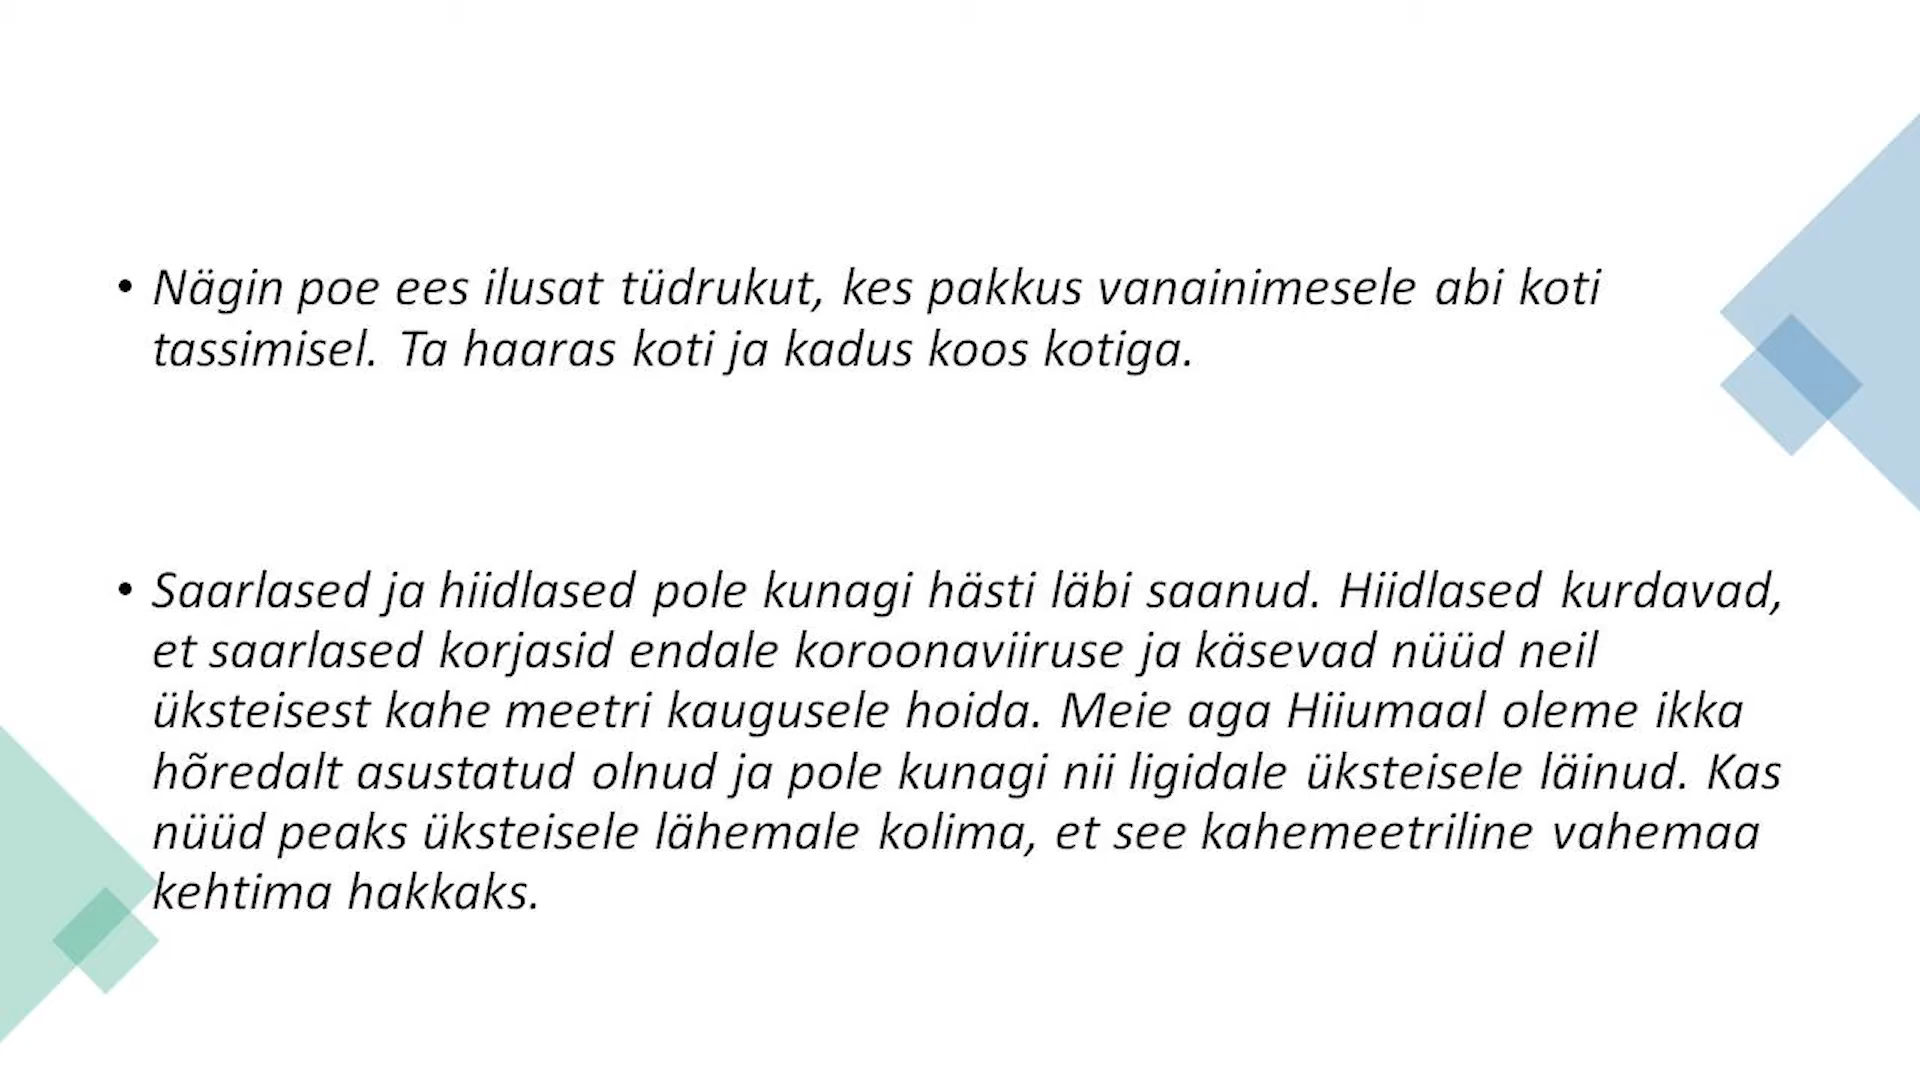 • Nägin poe ees ilusat tüdrukut, kes pakkus vanainimesele abi koti
tassimisel. Ta haaras koti ja kadus koos kotiga.
• Saarlased ja hiidlased pole kunagi hästi läbi saanud. Hiidlased kurdavad,
et saarlased korjasid endale koroonaviiruse ja käsevad nüüd neil
üksteisest kahe meetri kaugusele hoida. Meie aga Hiiumaal oleme ikka
hõredalt asustatud olnud ja pole kunagi nii ligidale üksteisele läinud. Kas
nüüd peaks üksteisele lähemale kolima, et see kahemeetriline vahemaa
kehtima hakkaks.